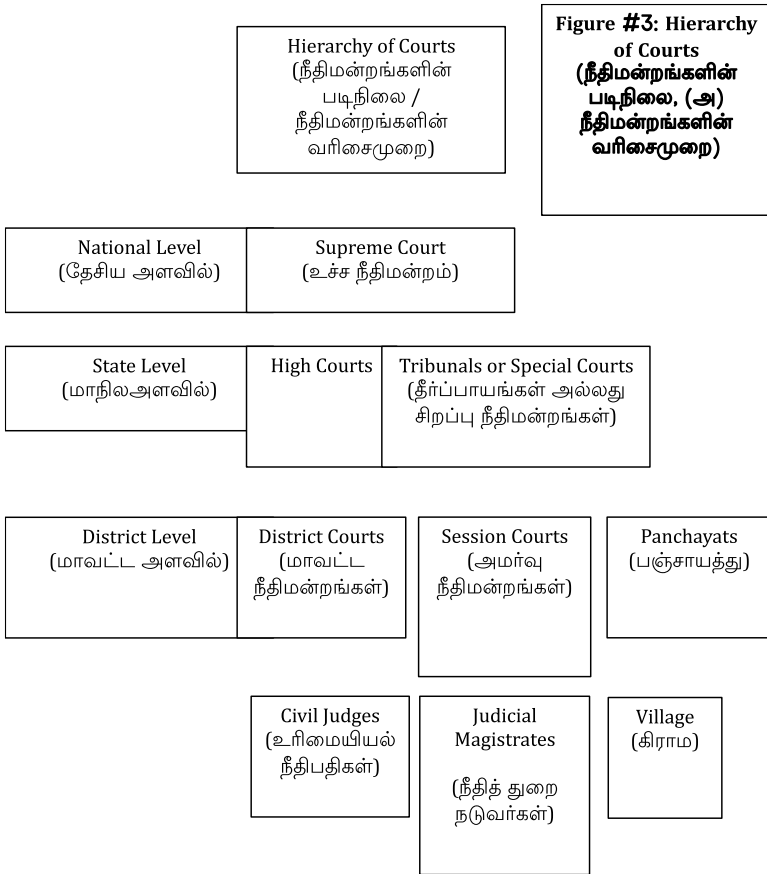 Hierarchy of Courts
(நீதிமன்றங்களின்
படிநிலை /
நீதிமன்றங்களின்
வரிசைமுறை)
Figure #3: Hierarchy
of Courts
(நீதிமன்றங்களின்
படிநிலை, (அ)
நீதிமன்றங்களின்
வரிசைமுறை)
National Level
(தேசிய அளவில்)
Supreme Court
(உச்ச நீதிமன்றம்)
State Level
(மாநிலஅளவில்)
High Courts
Tribunals or Special Courts
(தீர்ப்பாயங்கள் அல்லது
சிறப்பு நீதிமன்றங்கள்)
District Level
(மாவட்ட அளவில்)
District Courts
(மாவட்ட
நீதிமன்றங்கள்)
Session Courts
(அமர்வு
நீதிமன்றங்கள்)
Panchayats
(பஞ்சாயத்து)
Civil Judges
(உரிமையியல்
நீதிபதிகள்)
Judicial
Magistrates
(நீதித் துறை
நடுவர்கள்)
Village
(கிராம)